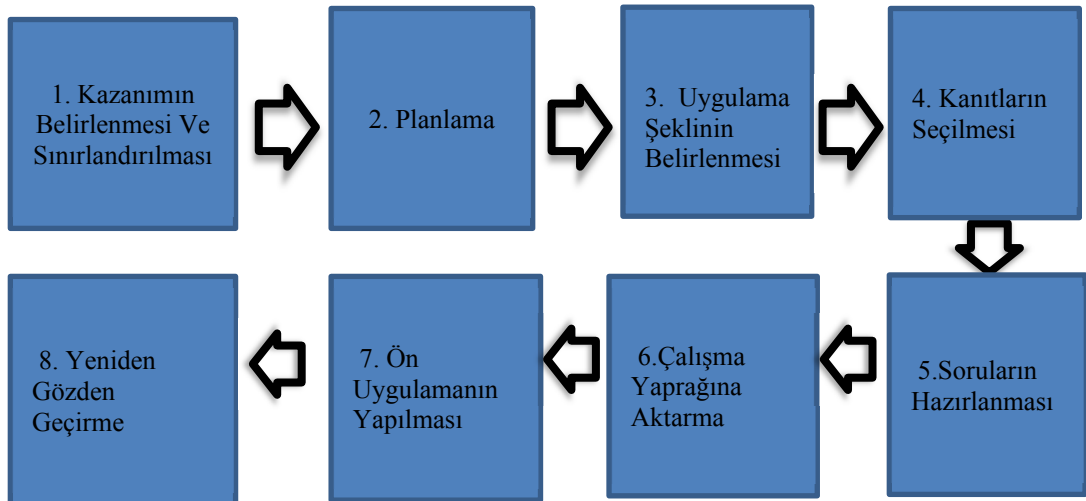 1. Kazanımın
Belirlenmesi Ve
Sınırlandırılması
2. Planlama
3. Uygulama
Şeklinin
Belirlenmesi
4. Kanıtların
Seçilmesi
5.Soruların
Hazırlanması
6.Çalışma
Yaprağına
Aktarma
7. Ön
Uygulamanın
Yapılması
8. Yeniden
Gözden
Geçirme